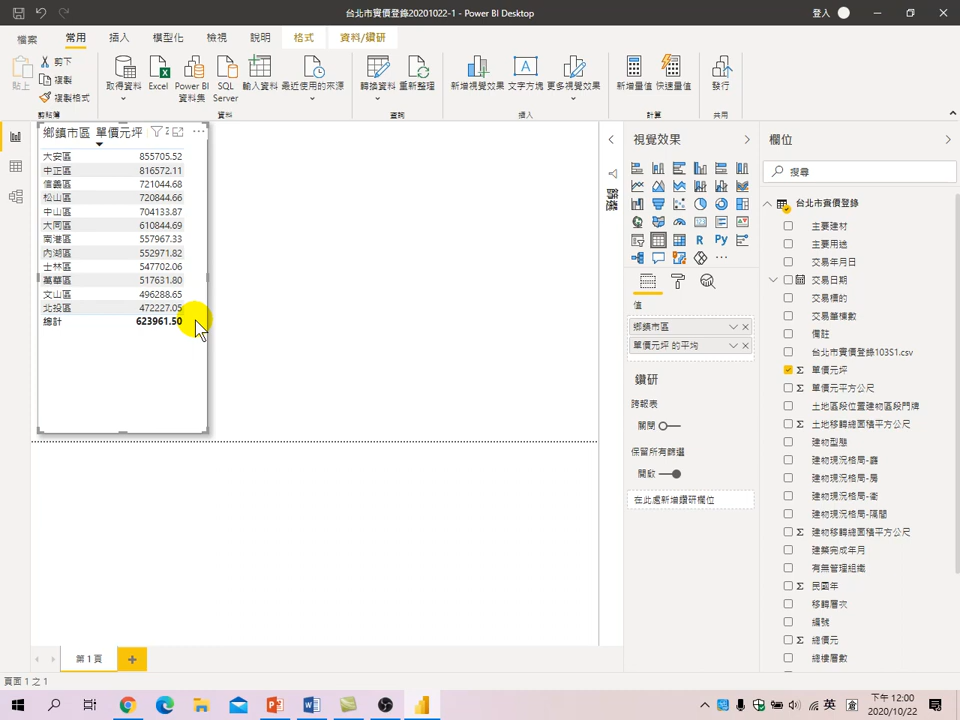 台北市實價登錄20201022-1 - Power BI Desktop
登入
檔案
常用
插入
模型化
檢視
說明
格式
資料/鑽研
貼上
剪下
複製
複製格式
剪貼簿
取得資料
Excel
Power BI 資料集
SQL Server
輸入資料
最近使用的來源
資料
轉換資料
重新整理
查詢
新增視覺效果
文字方塊
更多視覺效果
插入
新增量值
快速量值
計算
發行
共用
鄉鎮市區 單價元坪
大安區 855705.52
中正區 816572.11
信義區 721044.68
松山區 720844.66
中山區 704133.87
大同區 610844.69
南港區 557967.33
內湖區 552971.82
士林區 547702.06
萬華區 517631.80
文山區 496288.65
北投區 472227.05
總計 623961.50
篩選
視覺效果
值
鄉鎮市區
單價元坪 的平均
鑽研
跨報表
關閉
保留所有篩選
開啟
在此處新增鑽研欄位
欄位
搜尋
台北市實價登錄
主要建材
主要用途
交易年月日
交易日期
交易標的
交易筆棟數
備註
台北市實價登錄103S1.csv
單價元坪
單價元平方公尺
土地區段位置建物區段門牌
土地移轉總面積平方公尺
建物型態
建物現況格局-廳
建物現況格局-房
建物現況格局-衛
建物現況格局-隔間
建物移轉總面積平方公尺
建築完成年月
有無管理組織
民國年
移轉層次
編號
總價元
總樓層數
第 1 頁
頁面 1 之 1
英
下午 12:00
2020/10/22